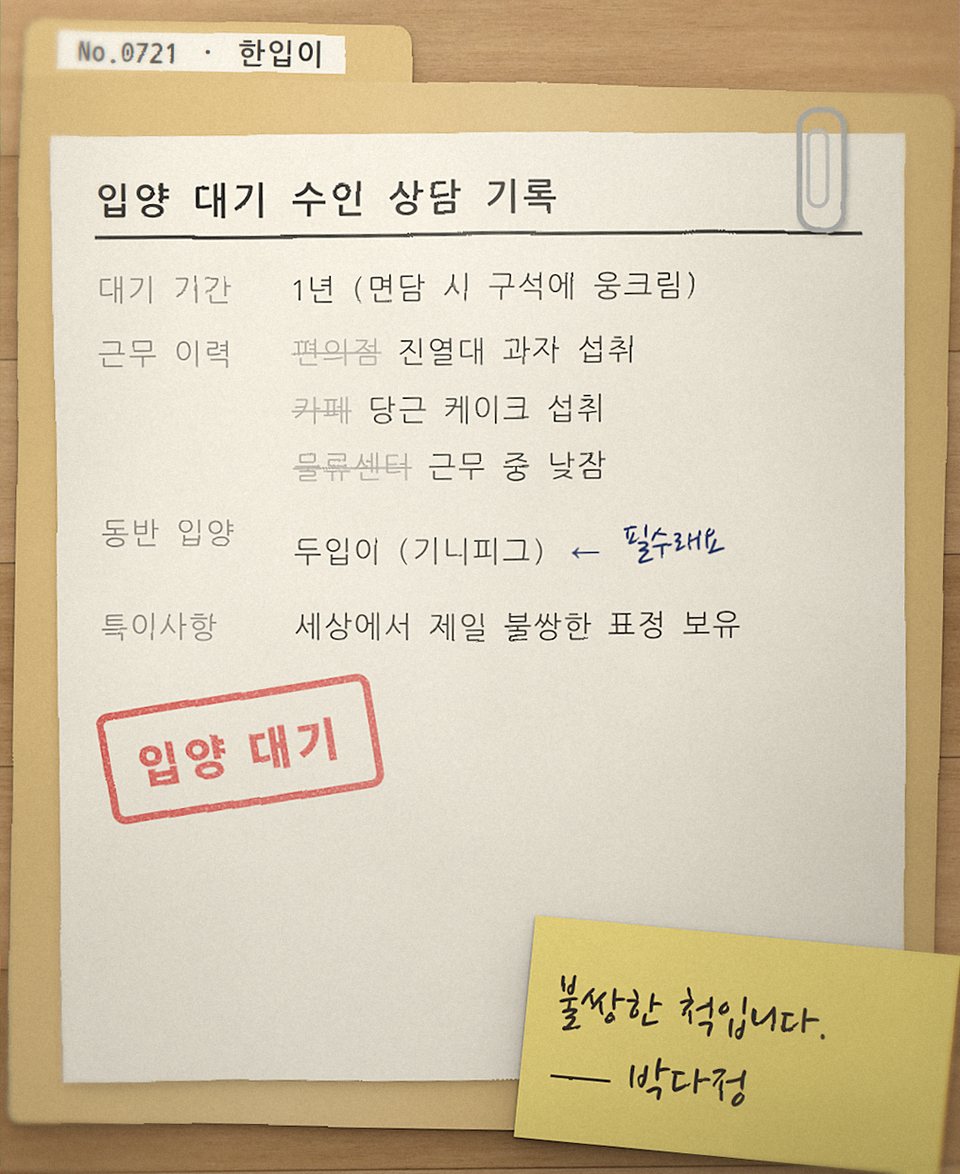 No.0721 · 한입이
입양 대기 수인 상담 기록
대기 기간 1년 (면담 시 구석에 웅크림)
근무 이력 편의점 진열대 과자 섭취
카페 당근 케이크 섭취
물류센터 근무 중 낮잠
동반 입양 두입이 (기니피그) ← 필수래요
특이사항 세상에서 제일 불쌍한 표정 보유
입양 대기
불쌍한 척입니다.
— 박다정